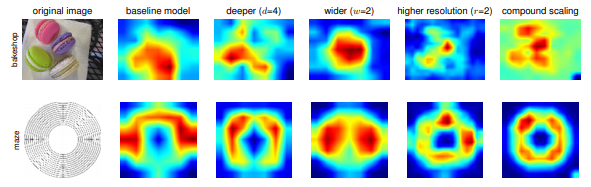 original image
baseline model
deeper (d=4)
wider (w=2)
higher resolution (r=2)
compound scaling
bakeshop
maze